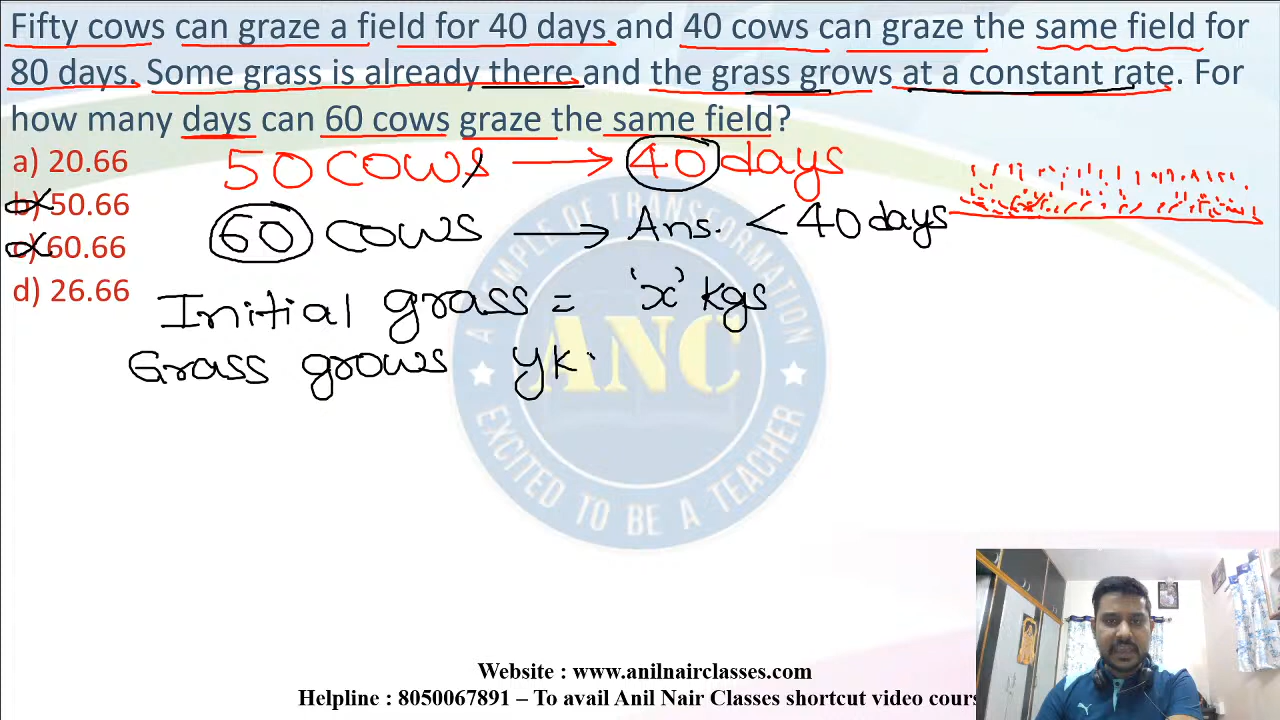 Fifty cows can graze a field for 40 days and 40 cows can graze the same field for
80 days. Some grass is already there and the grass grows at a constant rate. For
how many days can 60 cows graze the same field?
a) 20.66
b) 50.66
c) 60.66
d) 26.66
50 cows → 40 days
60 cows → Ans. < 40 days
Initial grass = 'x' kgs
Grass grows yk
A TEMPLE OF TRANSFORMATION
ANC
EXCITED TO BE A TEACHER
Website : www.anilnairclasses.com
Helpline : 8050067891 – To avail Anil Nair Classes shortcut video cours